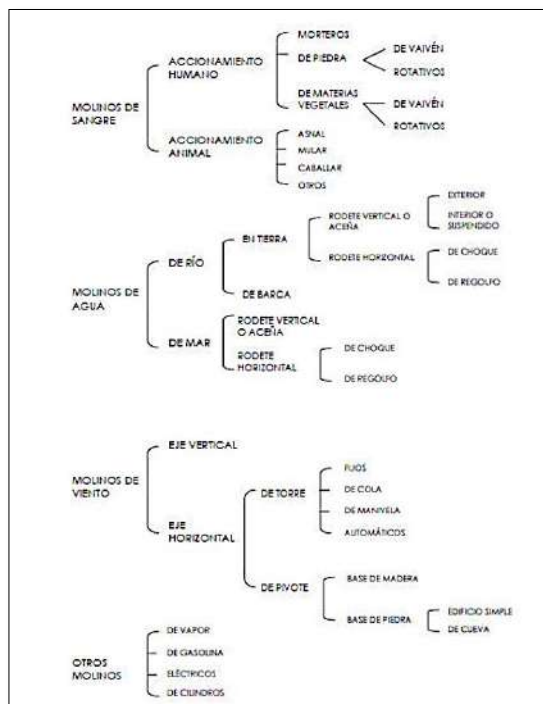 MORTEROS
ACCIONAMIENTO
HUMANO
DE PIEDRA
DE VAIVÉN
ROTATIVOS
MOLINOS DE
SANGRE
DE MATERIAS
VEGETALES
DE VAIVÉN
ROTATIVOS
ACCIONAMIENTO
ANIMAL
ASNAL
MULAR
CABALLAR
OTROS
MOLINOS DE
AGUA
DE RÍO
EN TIERRA
RODETE VERTICAL O
ACEÑA
EXTERIOR
INTERIOR O
SUSPENDIDO
RODETE HORIZONTAL
DE CHOQUE
DE REGOLFO
DE BARCA
DE MAR
RODETE VERTICAL
O ACEÑA
RODETE
HORIZONTAL
DE CHOQUE
DE REGOLFO
MOLINOS DE
VIENTO
EJE VERTICAL
EJE
HORIZONTAL
DE TORRE
FIJOS
DE COLA
DE MANIVELA
AUTOMÁTICOS
DE PIVOTE
BASE DE MADERA
BASE DE PIEDRA
EDIFICIO SIMPLE
DE CUEVA
OTROS
MOLINOS
DE VAPOR
DE GASOLINA
ELÉCTRICOS
DE CILINDROS